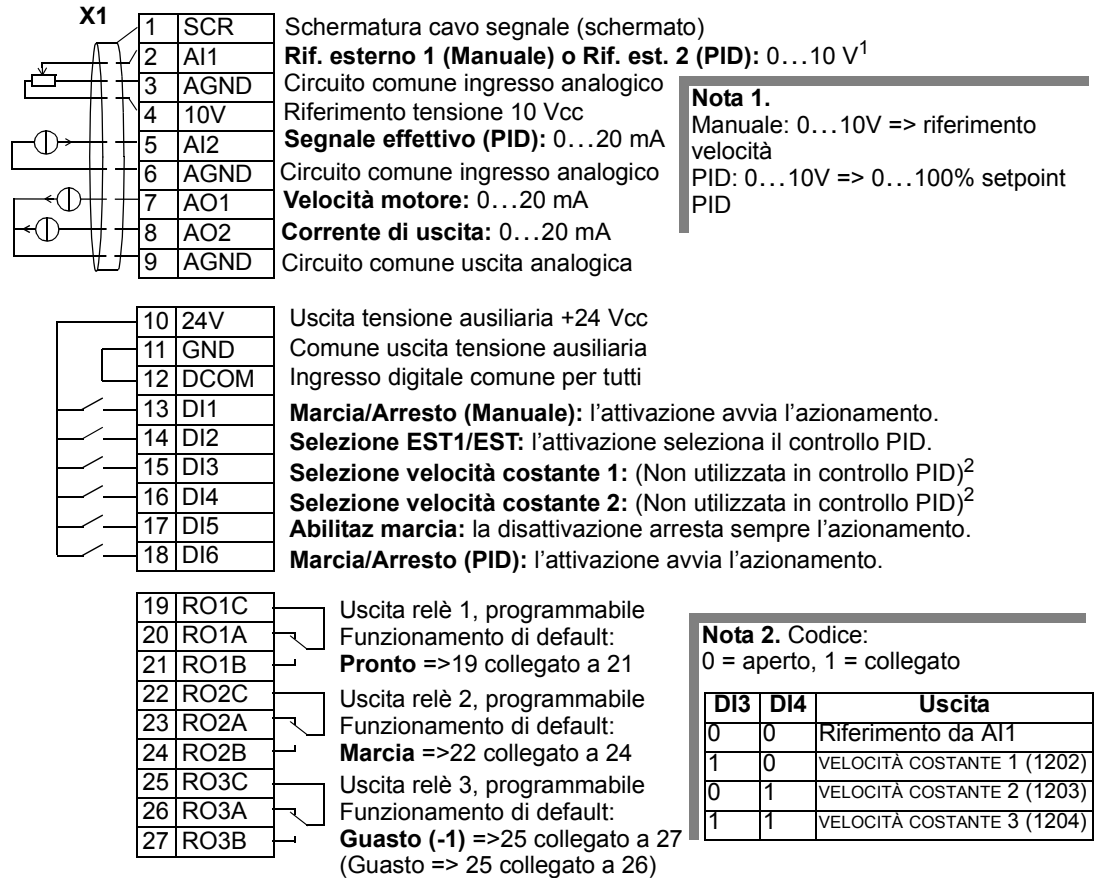 X1
1 SCR Schermatura cavo segnale (schermato)
2 AI1 Rif. esterno 1 (Manuale) o Rif. est. 2 (PID): 0…10 V1
3 AGND Circuito comune ingresso analogico
4 10V Riferimento tensione 10 Vcc
5 AI2 Segnale effettivo (PID): 0…20 mA
6 AGND Circuito comune ingresso analogico
7 AO1 Velocità motore: 0…20 mA
8 AO2 Corrente di uscita: 0…20 mA
9 AGND Circuito comune uscita analogica
Nota 1.
Manuale: 0…10V => riferimento
velocità
PID: 0…10V => 0…100% setpoint
PID
10 24V Uscita tensione ausiliaria +24 Vcc
11 GND Comune uscita tensione ausiliaria
12 DCOM Ingresso digitale comune per tutti
13 DI1 Marcia/Arresto (Manuale): l'attivazione avvia l'azionamento.
14 DI2 Selezione EST1/EST: l'attivazione seleziona il controllo PID.
15 DI3 Selezione velocità costante 1: (Non utilizzata in controllo PID)2
16 DI4 Selezione velocità costante 2: (Non utilizzata in controllo PID)2
17 DI5 Abilitaz marcia: la disattivazione arresta sempre l'azionamento.
18 DI6 Marcia/Arresto (PID): l'attivazione avvia l'azionamento.
19 RO1C Uscita relè 1, programmabile
20 RO1A Funzionamento di default:
21 RO1B Pronto =>19 collegato a 21
22 RO2C Uscita relè 2, programmabile
23 RO2A Funzionamento di default:
24 RO2B Marcia =>22 collegato a 24
25 RO3C Uscita relè 3, programmabile
26 RO3A Funzionamento di default:
27 RO3B Guasto (-1) =>25 collegato a 27
(Guasto => 25 collegato a 26)
Nota 2. Codice:
0 = aperto, 1 = collegato
DI3 DI4 Uscita
0 0 Riferimento da AI1
1 0 VELOCITÀ COSTANTE 1 (1202)
0 1 VELOCITÀ COSTANTE 2 (1203)
1 1 VELOCITÀ COSTANTE 3 (1204)